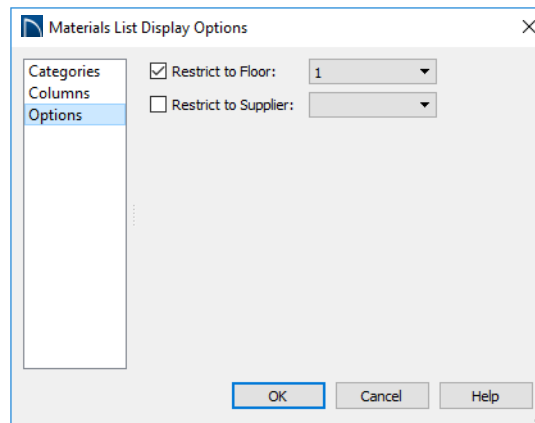 Materials List Display Options
Categories
Columns
Options
Restrict to Floor: 1
Restrict to Supplier:
OK Cancel Help